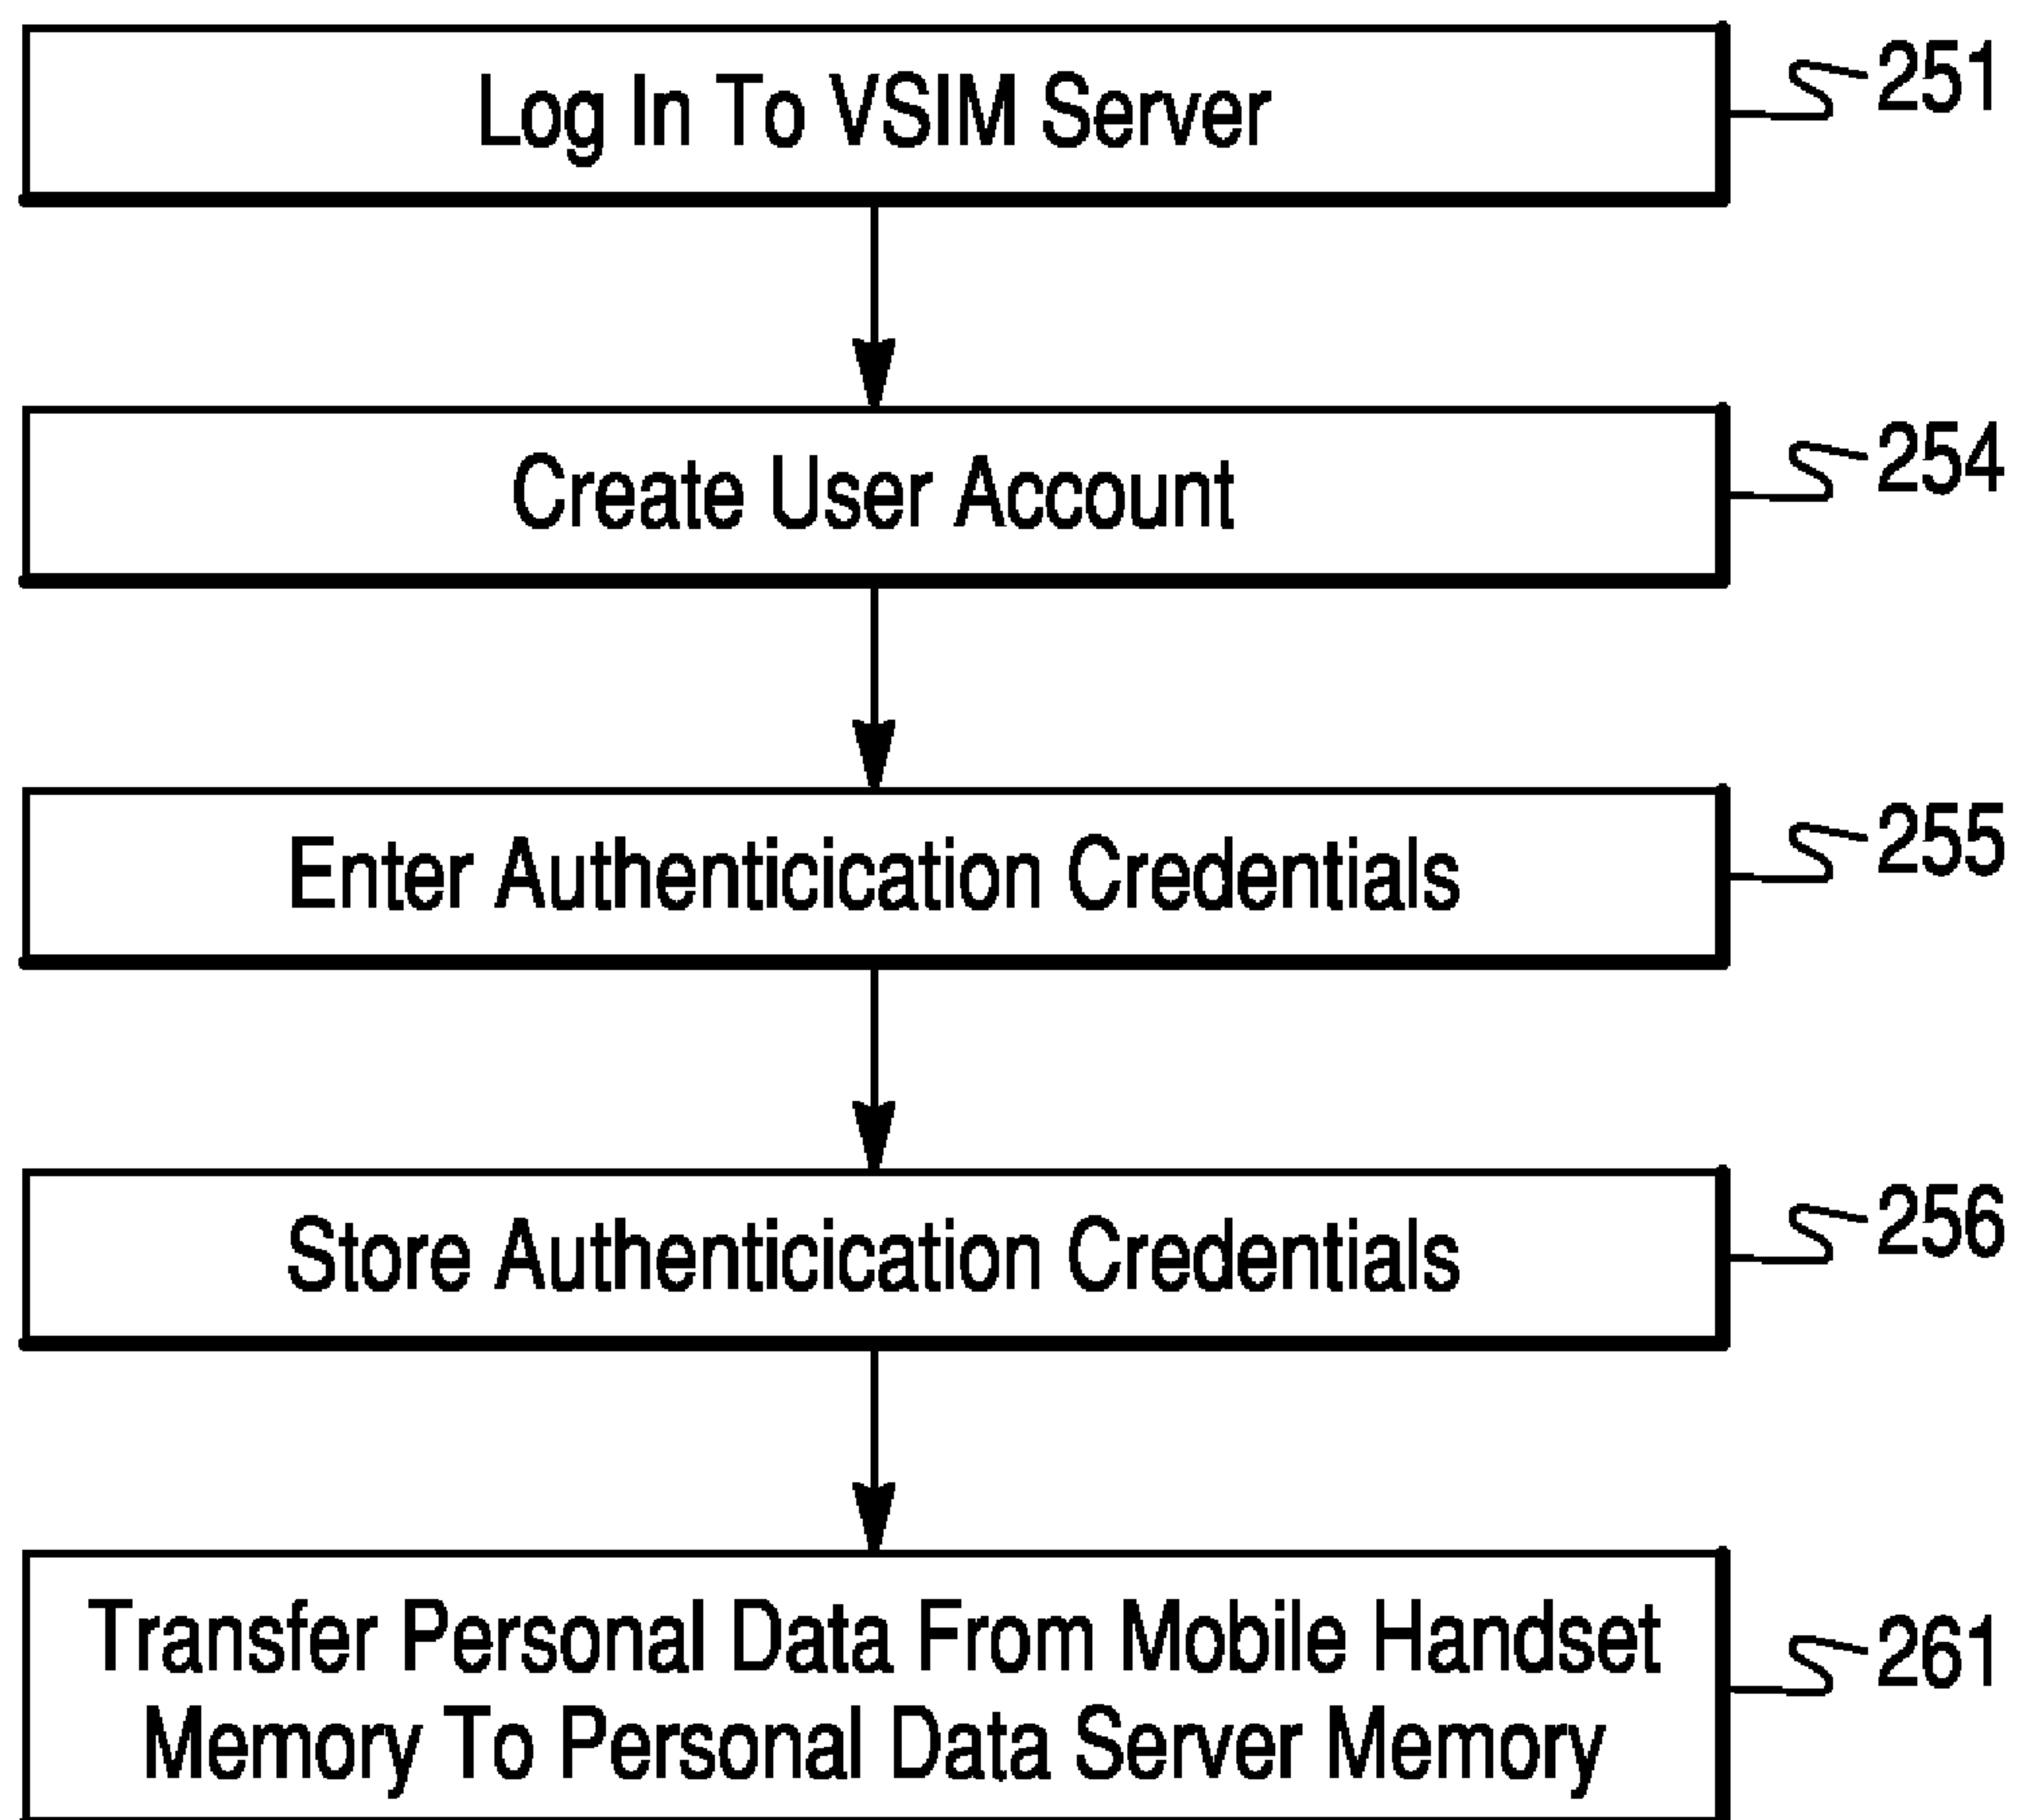 Log In To VSIM Server
251
Create User Account
254
Enter Authenticication Credentials
255
Store Authenticication Credentials
256
Transfer Personal Data From Mobile Handset
Memory To Personal Data Server Memory
261